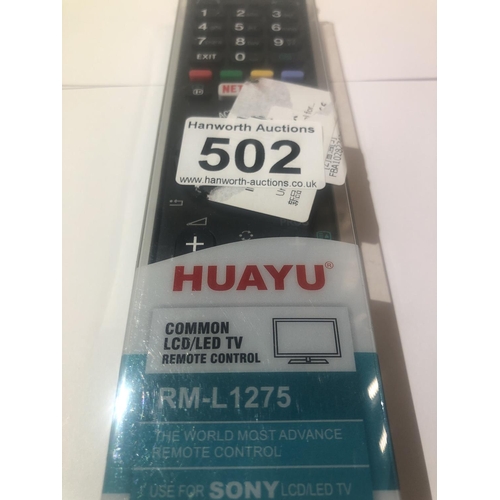 1 2 3
4 5 6
7 8 9
EXIT 0
NET
Hanworth Auctions
502
www.hanworth-auctions.co.uk
HUAYU®
COMMON
LCD/LED TV
REMOTE CONTROL
RM-L1275
THE WORLD MOST ADVANCE
REMOTE CONTROL
USE FOR SONY LCD/LED TV